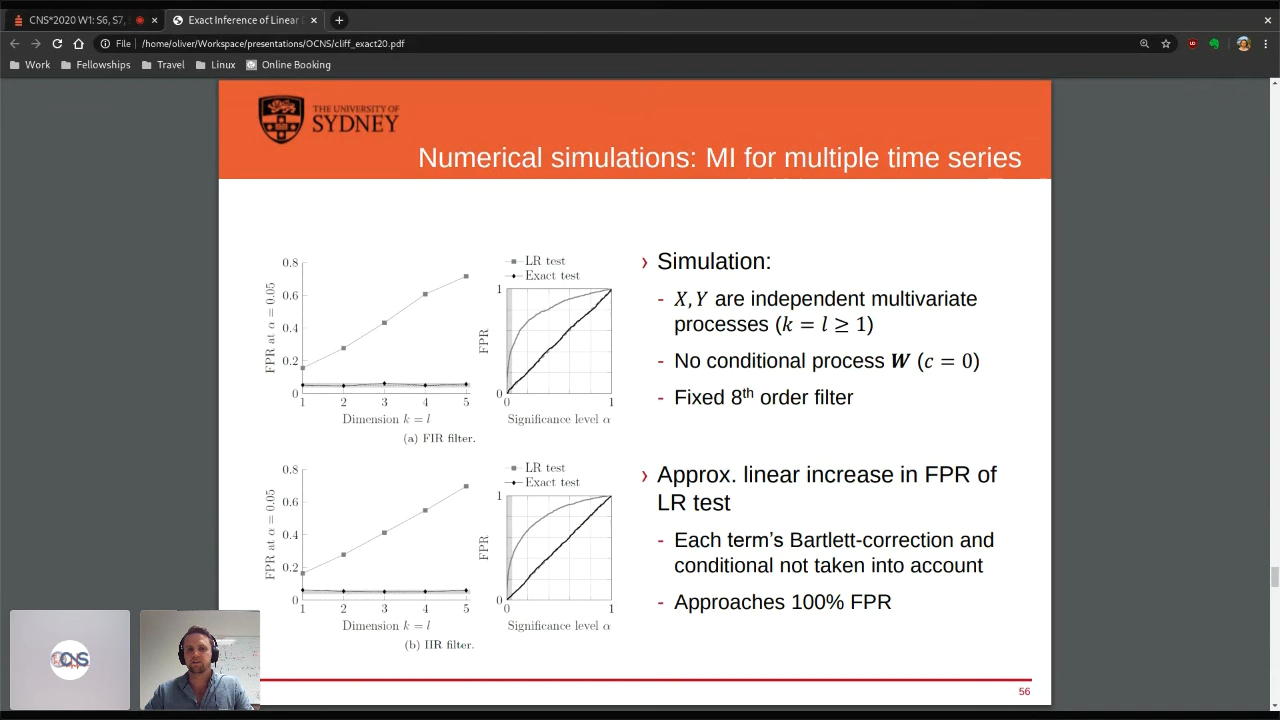 CNS*2020 W1: S6, S7,
Exact Inference of Linear
File
/home/oliver/Workspace/presentations/OCNS/cliff_exact20.pdf
Work
Fellowships
Travel
Linux
Online Booking
THE UNIVERSITY OF
SYDNEY
Numerical simulations: MI for multiple time series
LR test
Exact test
FPR at α = 0.05
0.8
0.6
0.4
0.2
0
1 2 3 4 5
Dimension k = l
FPR
1
0
0 1
Significance level α
(a) FIR filter.
LR test
Exact test
FPR at α = 0.05
0.8
0.6
0.4
0.2
0
1 2 3 4 5
Dimension k = l
FPR
1
0
0 1
Significance level α
(b) IIR filter.
› Simulation:
- X, Y are independent multivariate
processes (k = l ≥ 1)
- No conditional process W (c = 0)
- Fixed 8th order filter
› Approx. linear increase in FPR of
LR test
- Each term's Bartlett-correction and
conditional not taken into account
- Approaches 100% FPR
OCNS
56